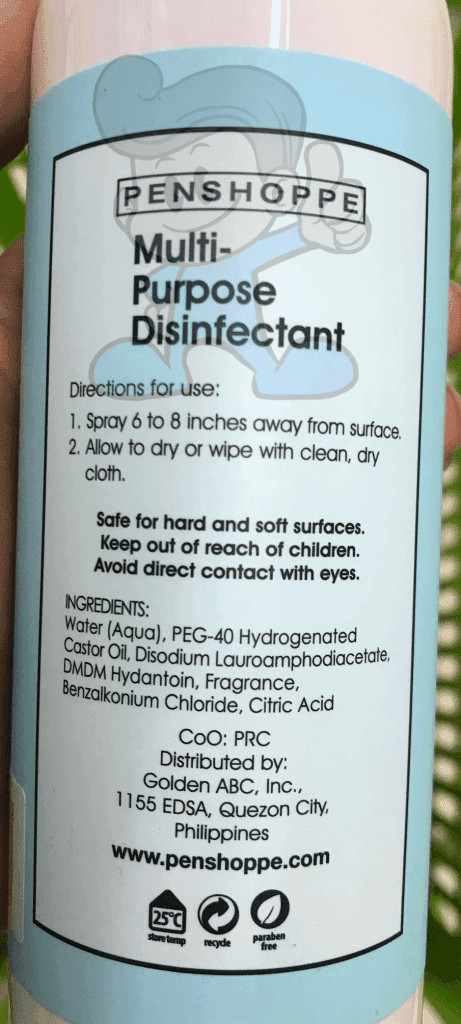 PENSHOPPE
Multi-
Purpose
Disinfectant
Directions for use:
1. Spray 6 to 8 inches away from surface.
2. Allow to dry or wipe with clean, dry
cloth.
Safe for hard and soft surfaces.
Keep out of reach of children.
Avoid direct contact with eyes.
INGREDIENTS:
Water (Aqua), PEG-40 Hydrogenated
Castor Oil, Disodium Lauroamphodiacetate,
DMDM Hydantoin, Fragrance,
Benzalkonium Chloride, Citric Acid
CoO: PRC
Distributed by:
Golden ABC, Inc.,
1155 EDSA, Quezon City,
Philippines
www.penshoppe.com
25°C
store temp
recycle
paraben
free